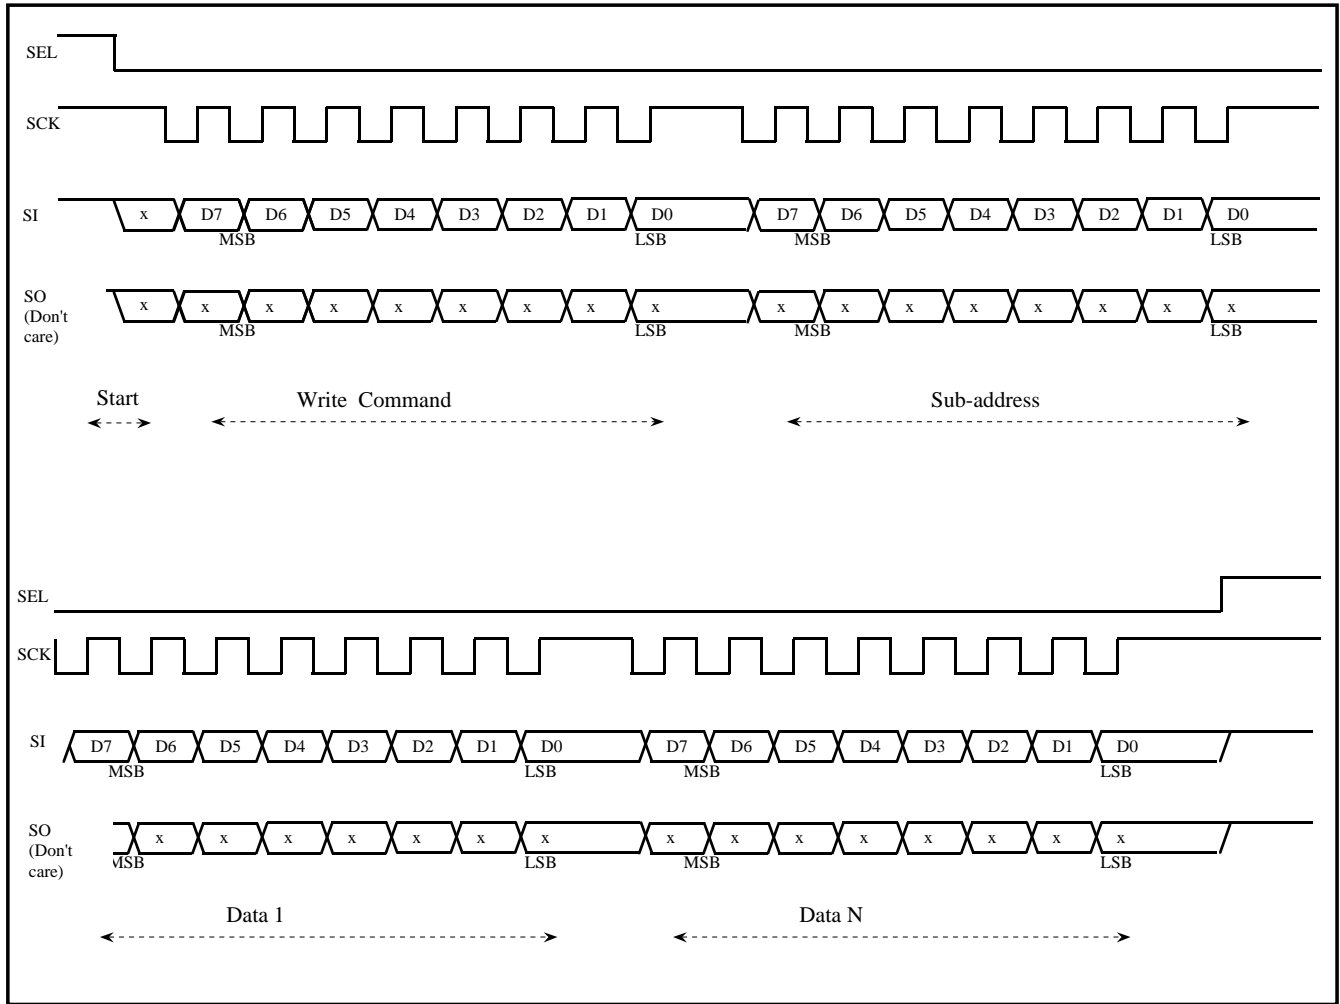 SEL
SCK
SI x D7 D6 D5 D4 D3 D2 D1 D0 D7 D6 D5 D4 D3 D2 D1 D0
MSB LSB MSB LSB
SO
(Don't
care)
x x x x x x x x x x x x x x x x x
MSB LSB MSB LSB
Start Write Command Sub-address
SEL
SCK
SI D7 D6 D5 D4 D3 D2 D1 D0 D7 D6 D5 D4 D3 D2 D1 D0
MSB LSB MSB LSB
SO
(Don't
care)
x x x x x x x x x x x x x x x
MSB LSB MSB LSB
Data 1 Data N